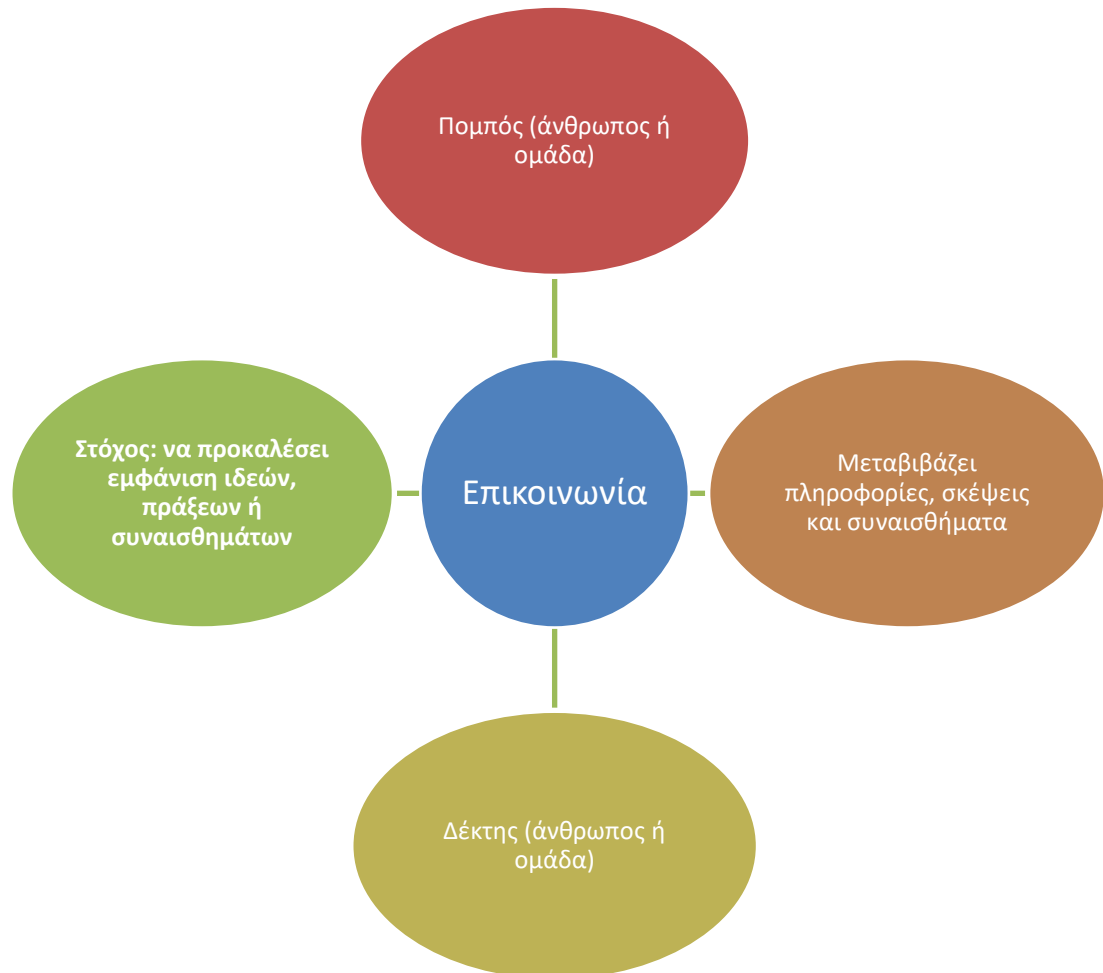 Πομπός (άνθρωπος ή
ομάδα)
Στόχος: να προκαλέσει
εμφάνιση ιδεών,
πράξεων ή
συναισθημάτων
Επικοινωνία
Μεταβιβάζει
πληροφορίες, σκέψεις
και συναισθήματα
Δέκτης (άνθρωπος ή
ομάδα)